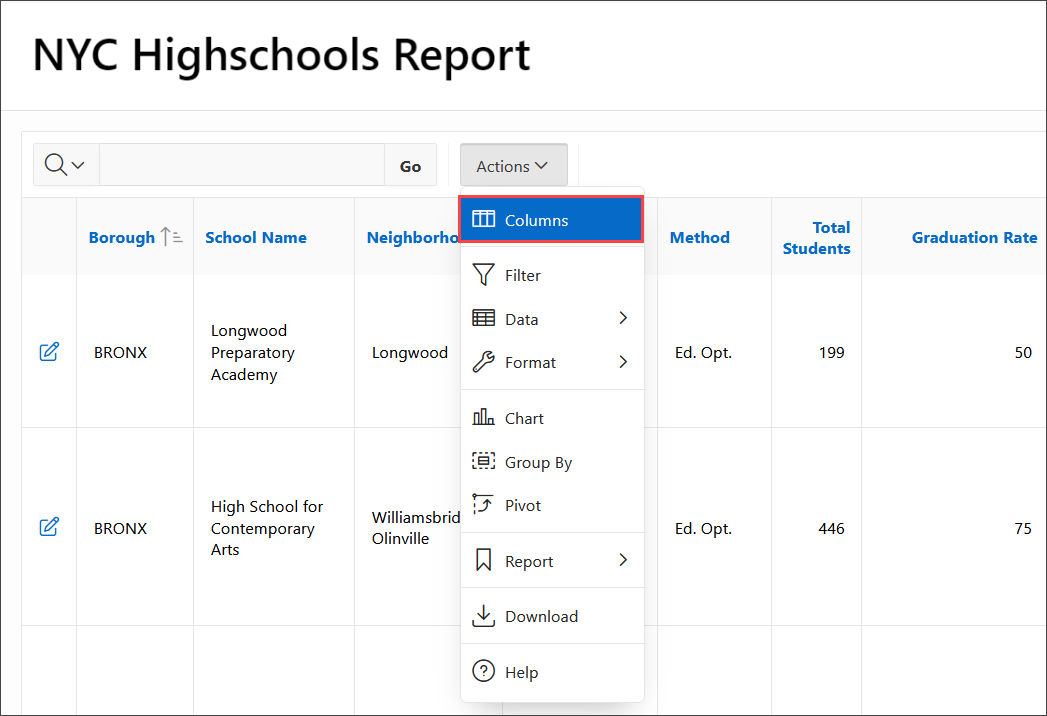 NYC Highschools Report
Go
Actions
Borough
School Name
Neighborho
Method
Total
Students
Graduation Rate
Columns
Filter
Data
Format
Chart
Group By
Pivot
Report
Download
Help
BRONX
Longwood
Preparatory
Academy
Longwood
Ed. Opt.
199
50
BRONX
High School for
Contemporary
Arts
Williamsbrid
Olinville
Ed. Opt.
446
75